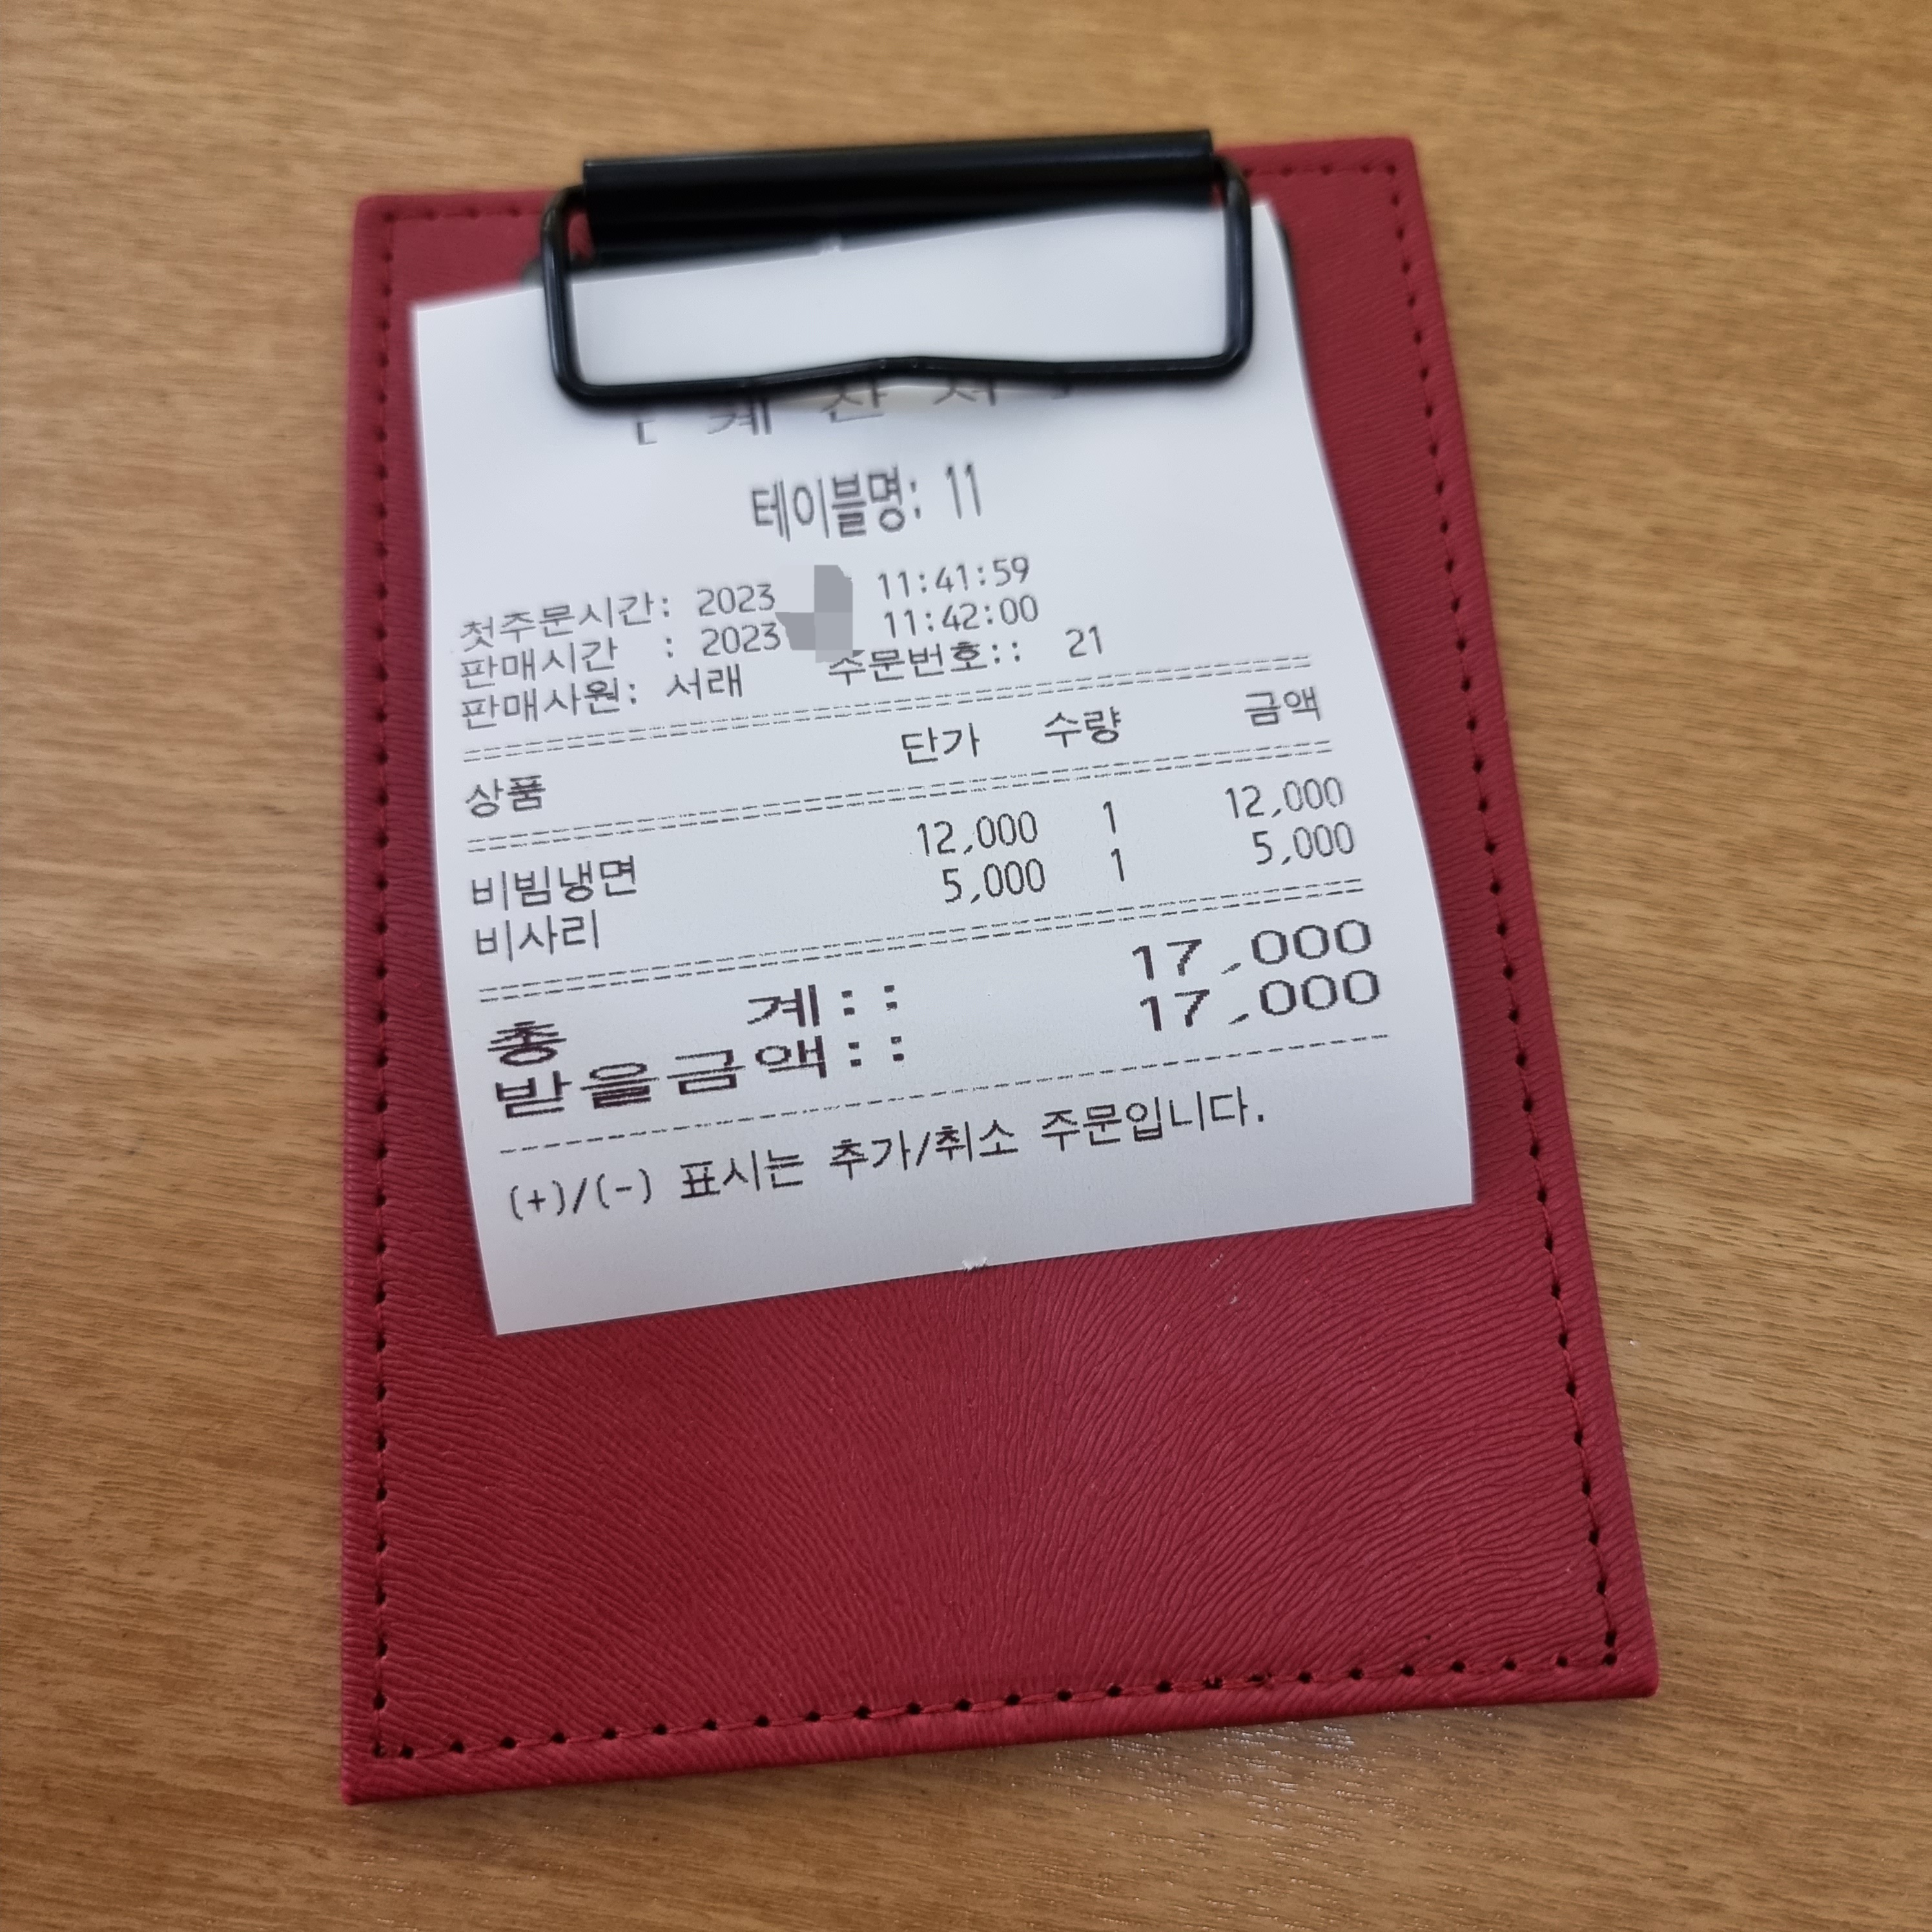 [ 계 산 서 ]
테이블명: 11
첫주문시간: 2023 11:41:59
판매시간 : 2023 11:42:00
판매사원: 서래 주문번호:: 21
상품 단가 수량 금액
비빔냉면 12,000 1 12,000
비사리 5,000 1 5,000
총 계:: 17,000
받을금액:: 17,000
(+)/(-) 표시는 추가/취소 주문입니다.